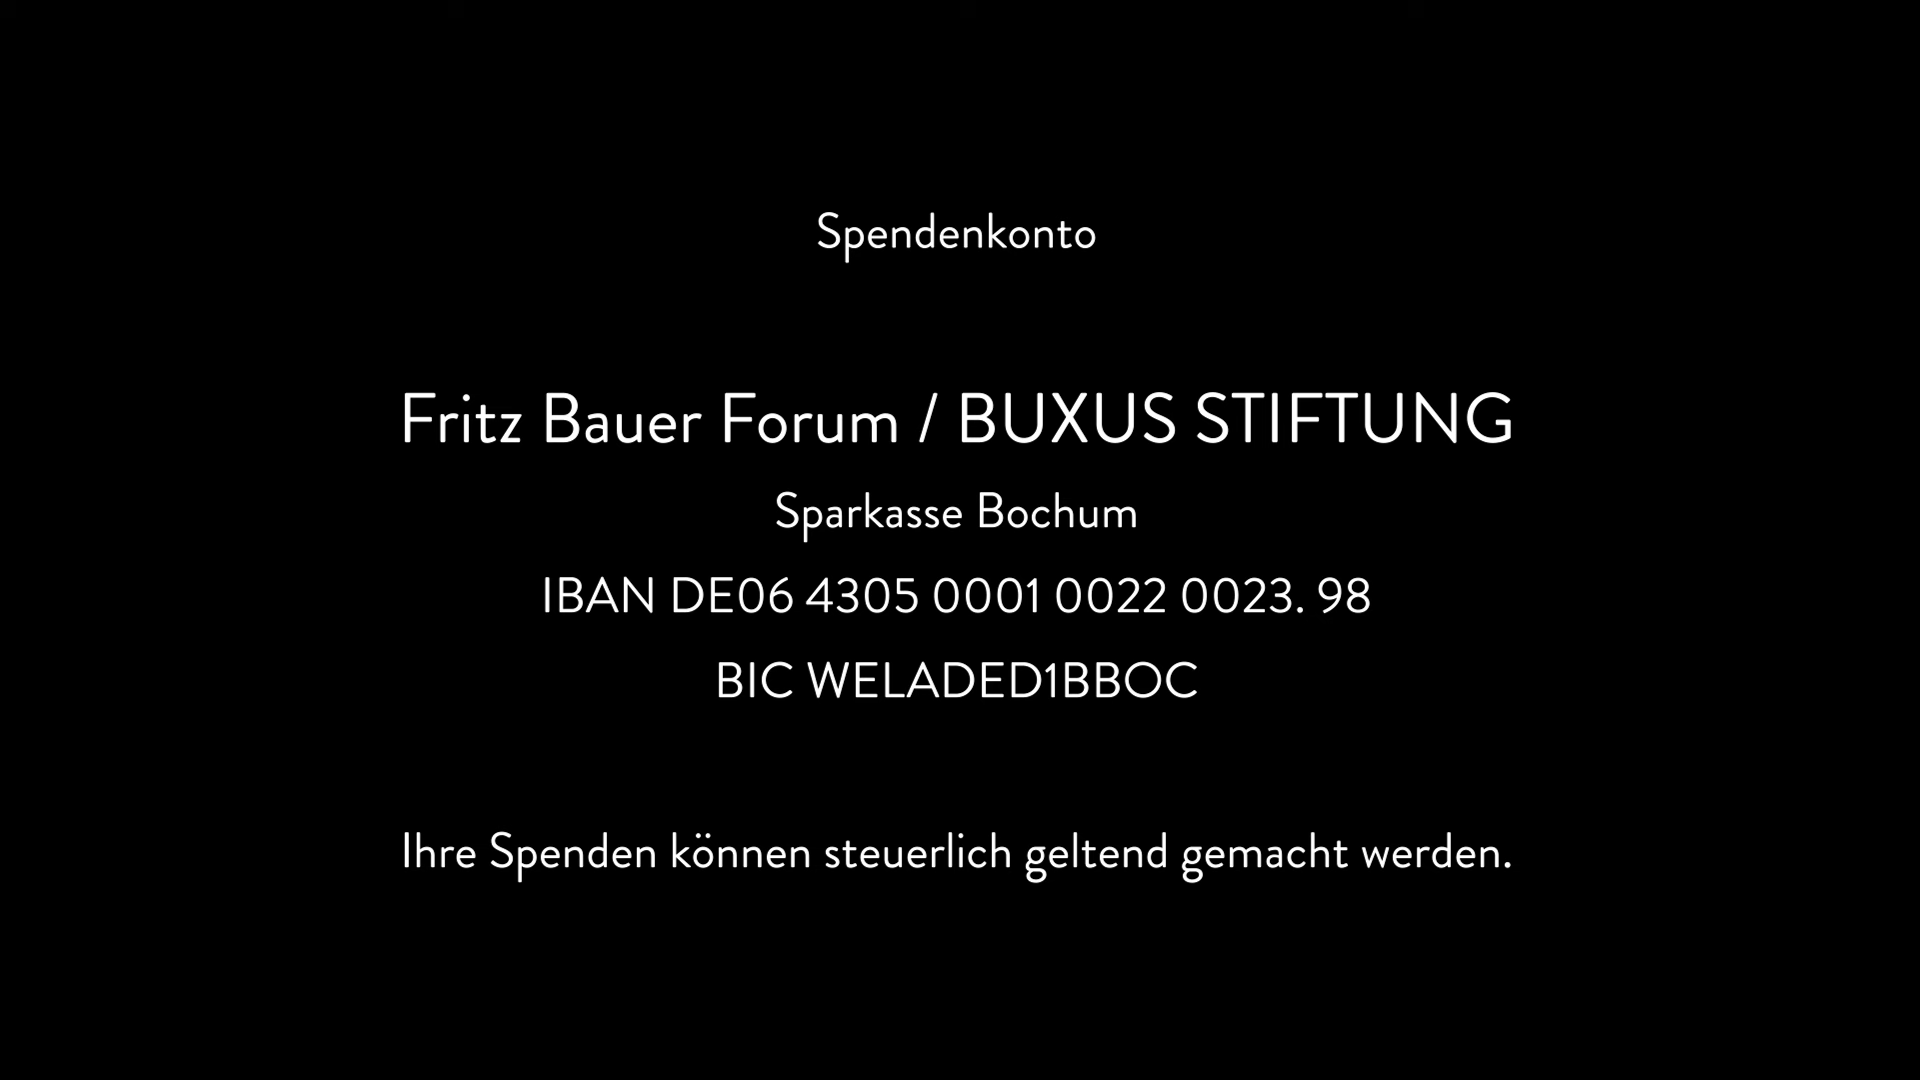 Spendenkonto
Fritz Bauer Forum / BUXUS STIFTUNG
Sparkasse Bochum
IBAN DE06 4305 0001 0022 0023. 98
BIC WELADED1BBOC
Ihre Spenden können steuerlich geltend gemacht werden.